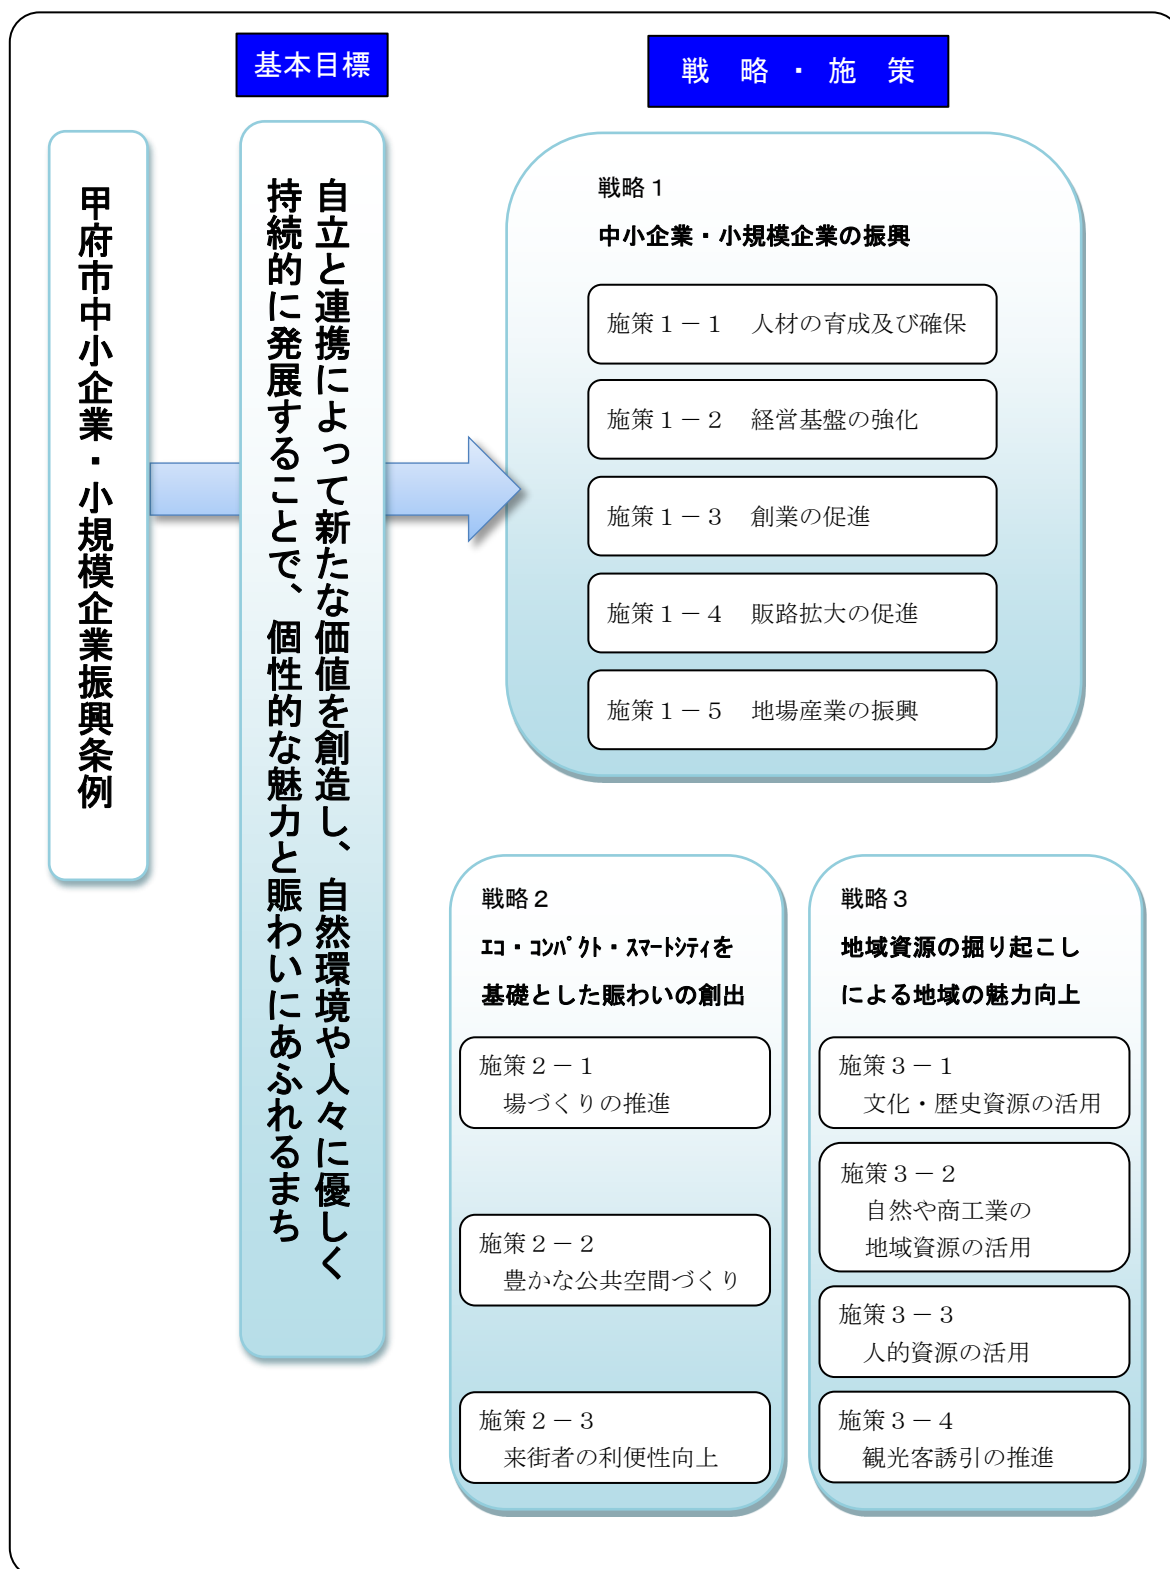 基本目標
戦　略　・　施　策
甲府市中小企業・小規模企業振興条例
自立と連携によって新たな価値を創造し、自然環境や人々に優しく
持続的に発展することで、個性的な魅力と賑わいにあふれるまち
戦略１
中小企業・小規模企業の振興
施策１－１　人材の育成及び確保
施策１－２　経営基盤の強化
施策１－３　創業の促進
施策１－４　販路拡大の促進
施策１－５　地場産業の振興
戦略２
ｴｺ・ｺﾝﾊﾟｸﾄ・ｽﾏｰﾄｼﾃｨを
基礎とした賑わいの創出
施策２－１
場づくりの推進
施策２－２
豊かな公共空間づくり
施策２－３
来街者の利便性向上
戦略３
地域資源の掘り起こし
による地域の魅力向上
施策３－１
文化・歴史資源の活用
施策３－２
自然や商工業の
地域資源の活用
施策３－３
人的資源の活用
施策３－４
観光客誘引の推進